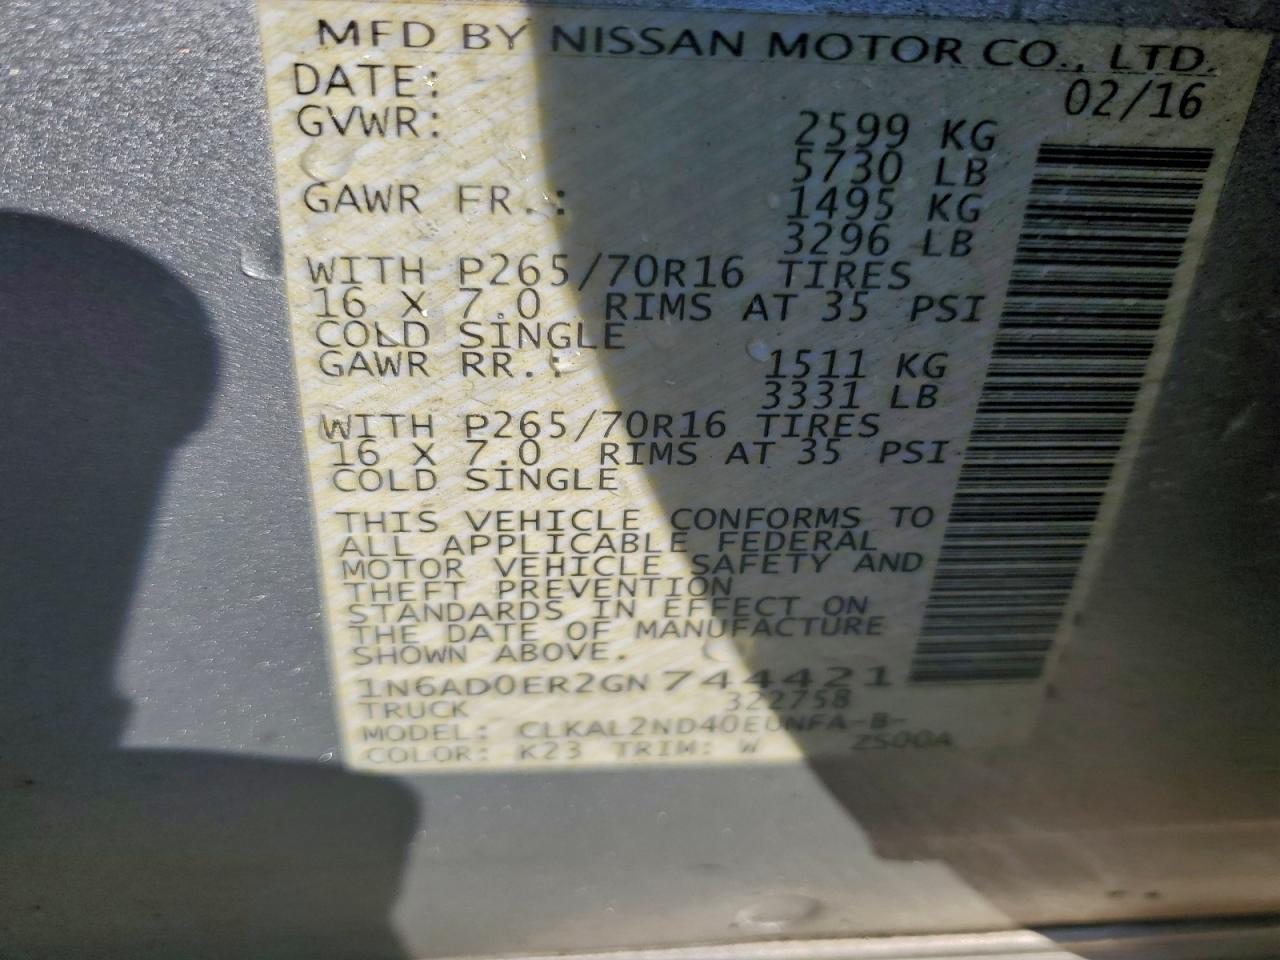 MFD BY NISSAN MOTOR CO., LTD.
DATE: 02/16
GVWR: 2599 KG
5730 LB
GAWR FR.: 1495 KG
3296 LB
WITH P265/70R16 TIRES
16 X 7.0 RIMS AT 35 PSI
COLD SINGLE
GAWR RR.: 1511 KG
3331 LB
WITH P265/70R16 TIRES
16 X 7.0 RIMS AT 35 PSI
COLD SINGLE
THIS VEHICLE CONFORMS TO
ALL APPLICABLE FEDERAL
MOTOR VEHICLE SAFETY AND
THEFT PREVENTION
STANDARDS IN EFFECT ON
THE DATE OF MANUFACTURE
SHOWN ABOVE.
1N6AD0ER2GN744421
TRUCK 322758
MODEL: CLKAL2ND40EUNFA-B-
COLOR: K23 TRIM: W ZS00A